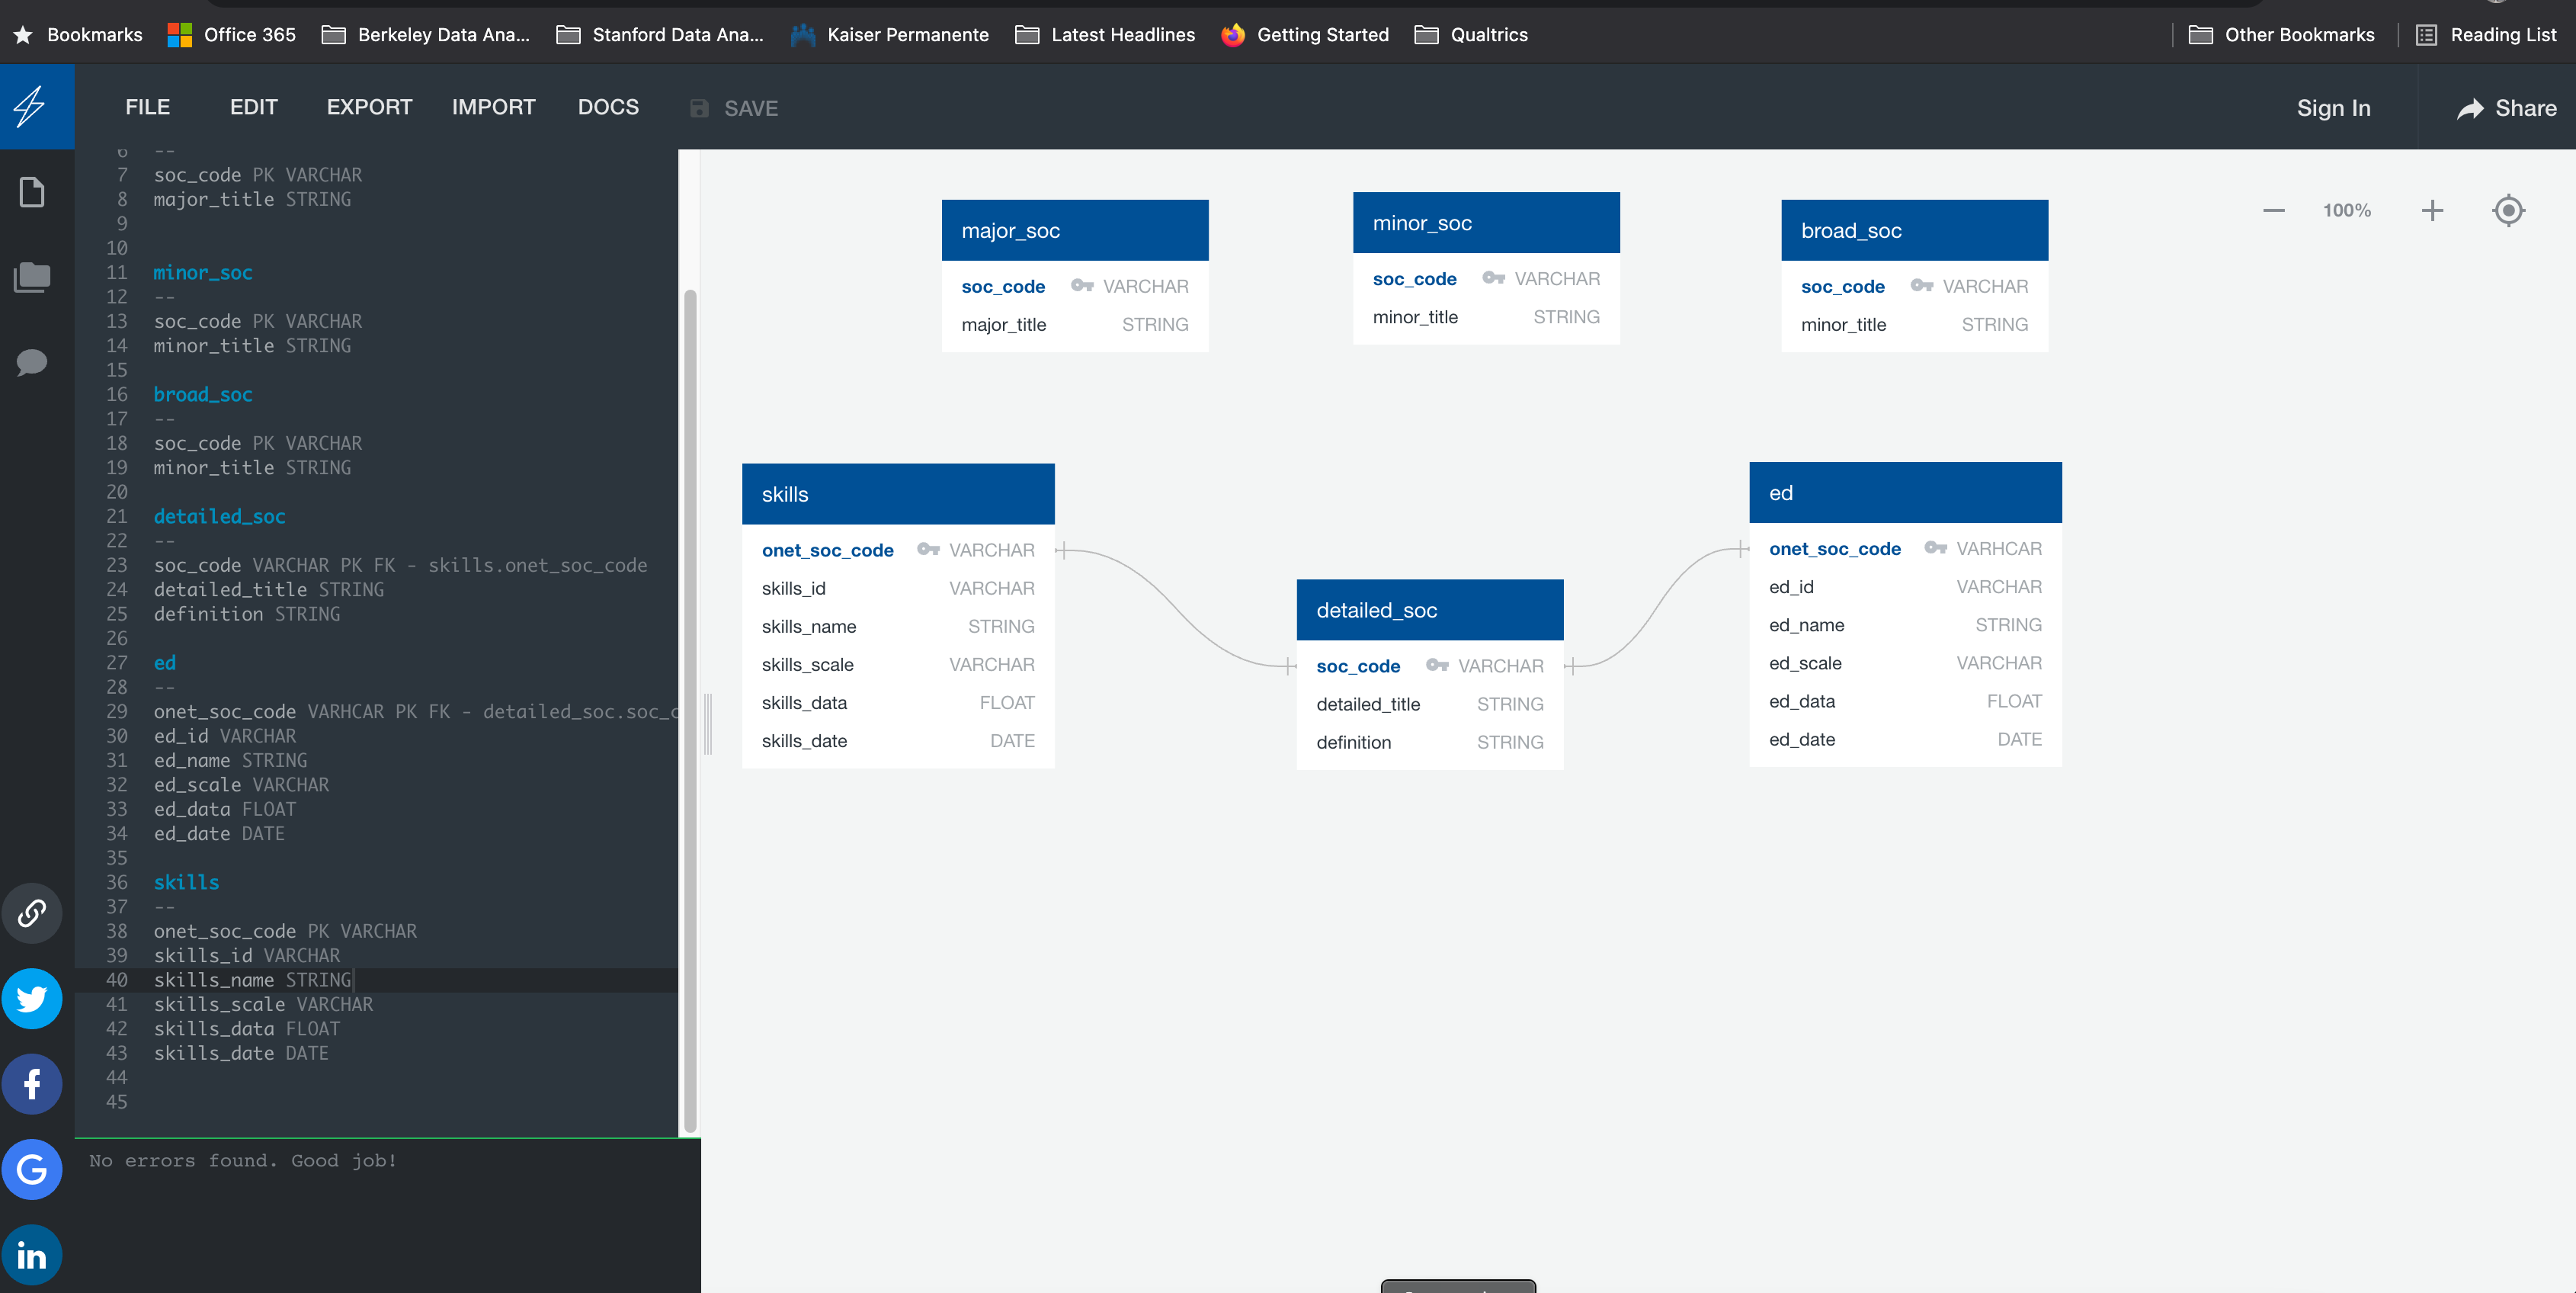 Bookmarks Office 365 Berkeley Data Ana... Stanford Data Ana... Kaiser Permanente Latest Headlines Getting Started Qualtrics Other Bookmarks Reading List
FILE EDIT EXPORT IMPORT DOCS SAVE Sign In Share
6 --
7 soc_code PK VARCHAR
8 major_title STRING
9
10
11 minor_soc
12 --
13 soc_code PK VARCHAR
14 minor_title STRING
15
16 broad_soc
17 --
18 soc_code PK VARCHAR
19 minor_title STRING
20
21 detailed_soc
22 --
23 soc_code VARCHAR PK FK - skills.onet_soc_code
24 detailed_title STRING
25 definition STRING
26
27 ed
28 --
29 onet_soc_code VARHCAR PK FK - detailed_soc.soc_c
30 ed_id VARCHAR
31 ed_name STRING
32 ed_scale VARCHAR
33 ed_data FLOAT
34 ed_date DATE
35
36 skills
37 --
38 onet_soc_code PK VARCHAR
39 skills_id VARCHAR
40 skills_name STRING
41 skills_scale VARCHAR
42 skills_data FLOAT
43 skills_date DATE
44
45
No errors found. Good job!
100%
major_soc
soc_code VARCHAR
major_title STRING
minor_soc
soc_code VARCHAR
minor_title STRING
broad_soc
soc_code VARCHAR
minor_title STRING
skills
onet_soc_code VARCHAR
skills_id VARCHAR
skills_name STRING
skills_scale VARCHAR
skills_data FLOAT
skills_date DATE
detailed_soc
soc_code VARCHAR
detailed_title STRING
definition STRING
ed
onet_soc_code VARHCAR
ed_id VARCHAR
ed_name STRING
ed_scale VARCHAR
ed_data FLOAT
ed_date DATE
f
G
in